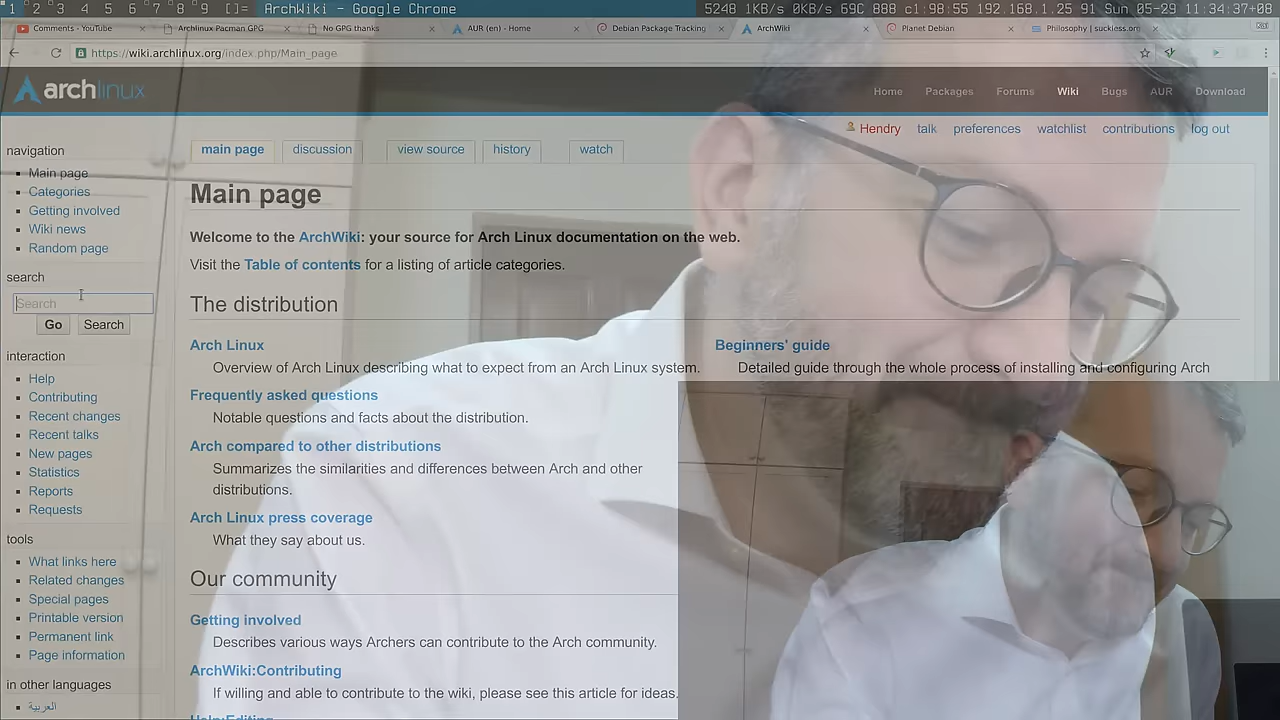 1 2 3 4 5 6 7 8 9 []= ArchWiki - Google Chrome 5248 1KB/s 0KB/s 69C 888 c1:98:55 192.168.1.25 91 Sun 05-29 11:34:37+08
Comments - YouTube Archlinux Pacman GPG No GPG thanks AUR (en) - Home Debian Package Tracking ArchWiki Planet Debian Philosophy | suckless.org
https://wiki.archlinux.org/index.php/Main_page
archlinux Home Packages Forums Wiki Bugs AUR Download
Hendry talk preferences watchlist contributions log out
navigation
Main page
Categories
Getting involved
Wiki news
Random page
search
Search
Go Search
interaction
Help
Contributing
Recent changes
Recent talks
New pages
Statistics
Reports
Requests
tools
What links here
Related changes
Special pages
Printable version
Permanent link
Page information
in other languages
العربية
main page discussion view source history watch
Main page
Welcome to the ArchWiki: your source for Arch Linux documentation on the web.
Visit the Table of contents for a listing of article categories.
The distribution
Arch Linux
Overview of Arch Linux describing what to expect from an Arch Linux system.
Frequently asked questions
Notable questions and facts about the distribution.
Arch compared to other distributions
Summarizes the similarities and differences between Arch and other
distributions.
Arch Linux press coverage
What they say about us.
Our community
Getting involved
Describes various ways Archers can contribute to the Arch community.
ArchWiki:Contributing
If willing and able to contribute to the wiki, please see this article for ideas.
Help:Editing
Beginners' guide
Detailed guide through the whole process of installing and configuring Arch